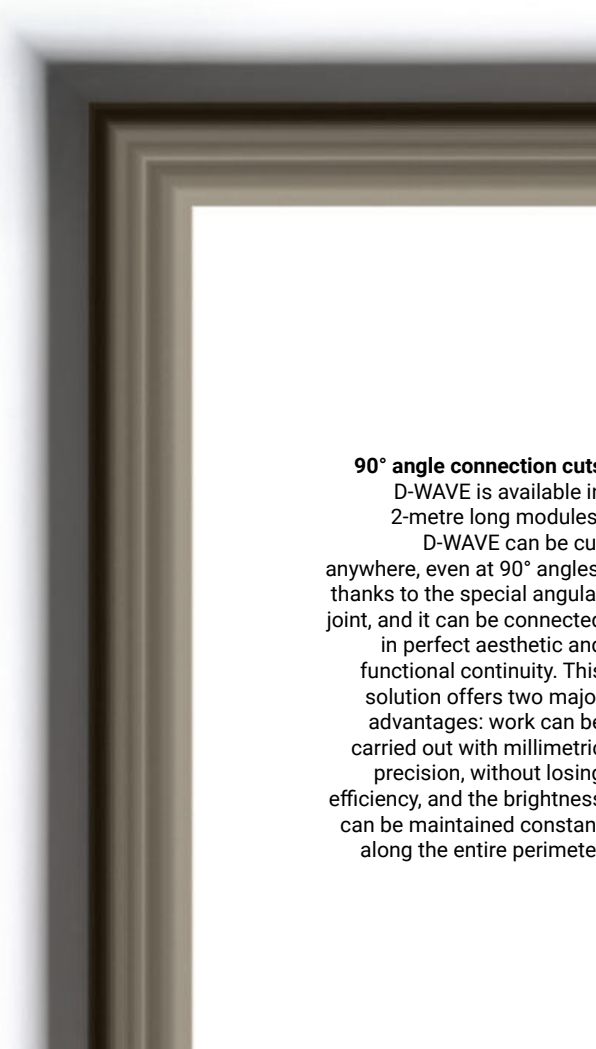 90° angle connection cuts
D-WAVE is available in
2-metre long modules
D-WAVE can be cu
anywhere, even at 90° angles
thanks to the special angula
joint, and it can be connected
in perfect aesthetic and
functional continuity. This
solution offers two majo
advantages: work can be
carried out with millimetric
precision, without losing
efficiency, and the brightness
can be maintained constan
along the entire perimete